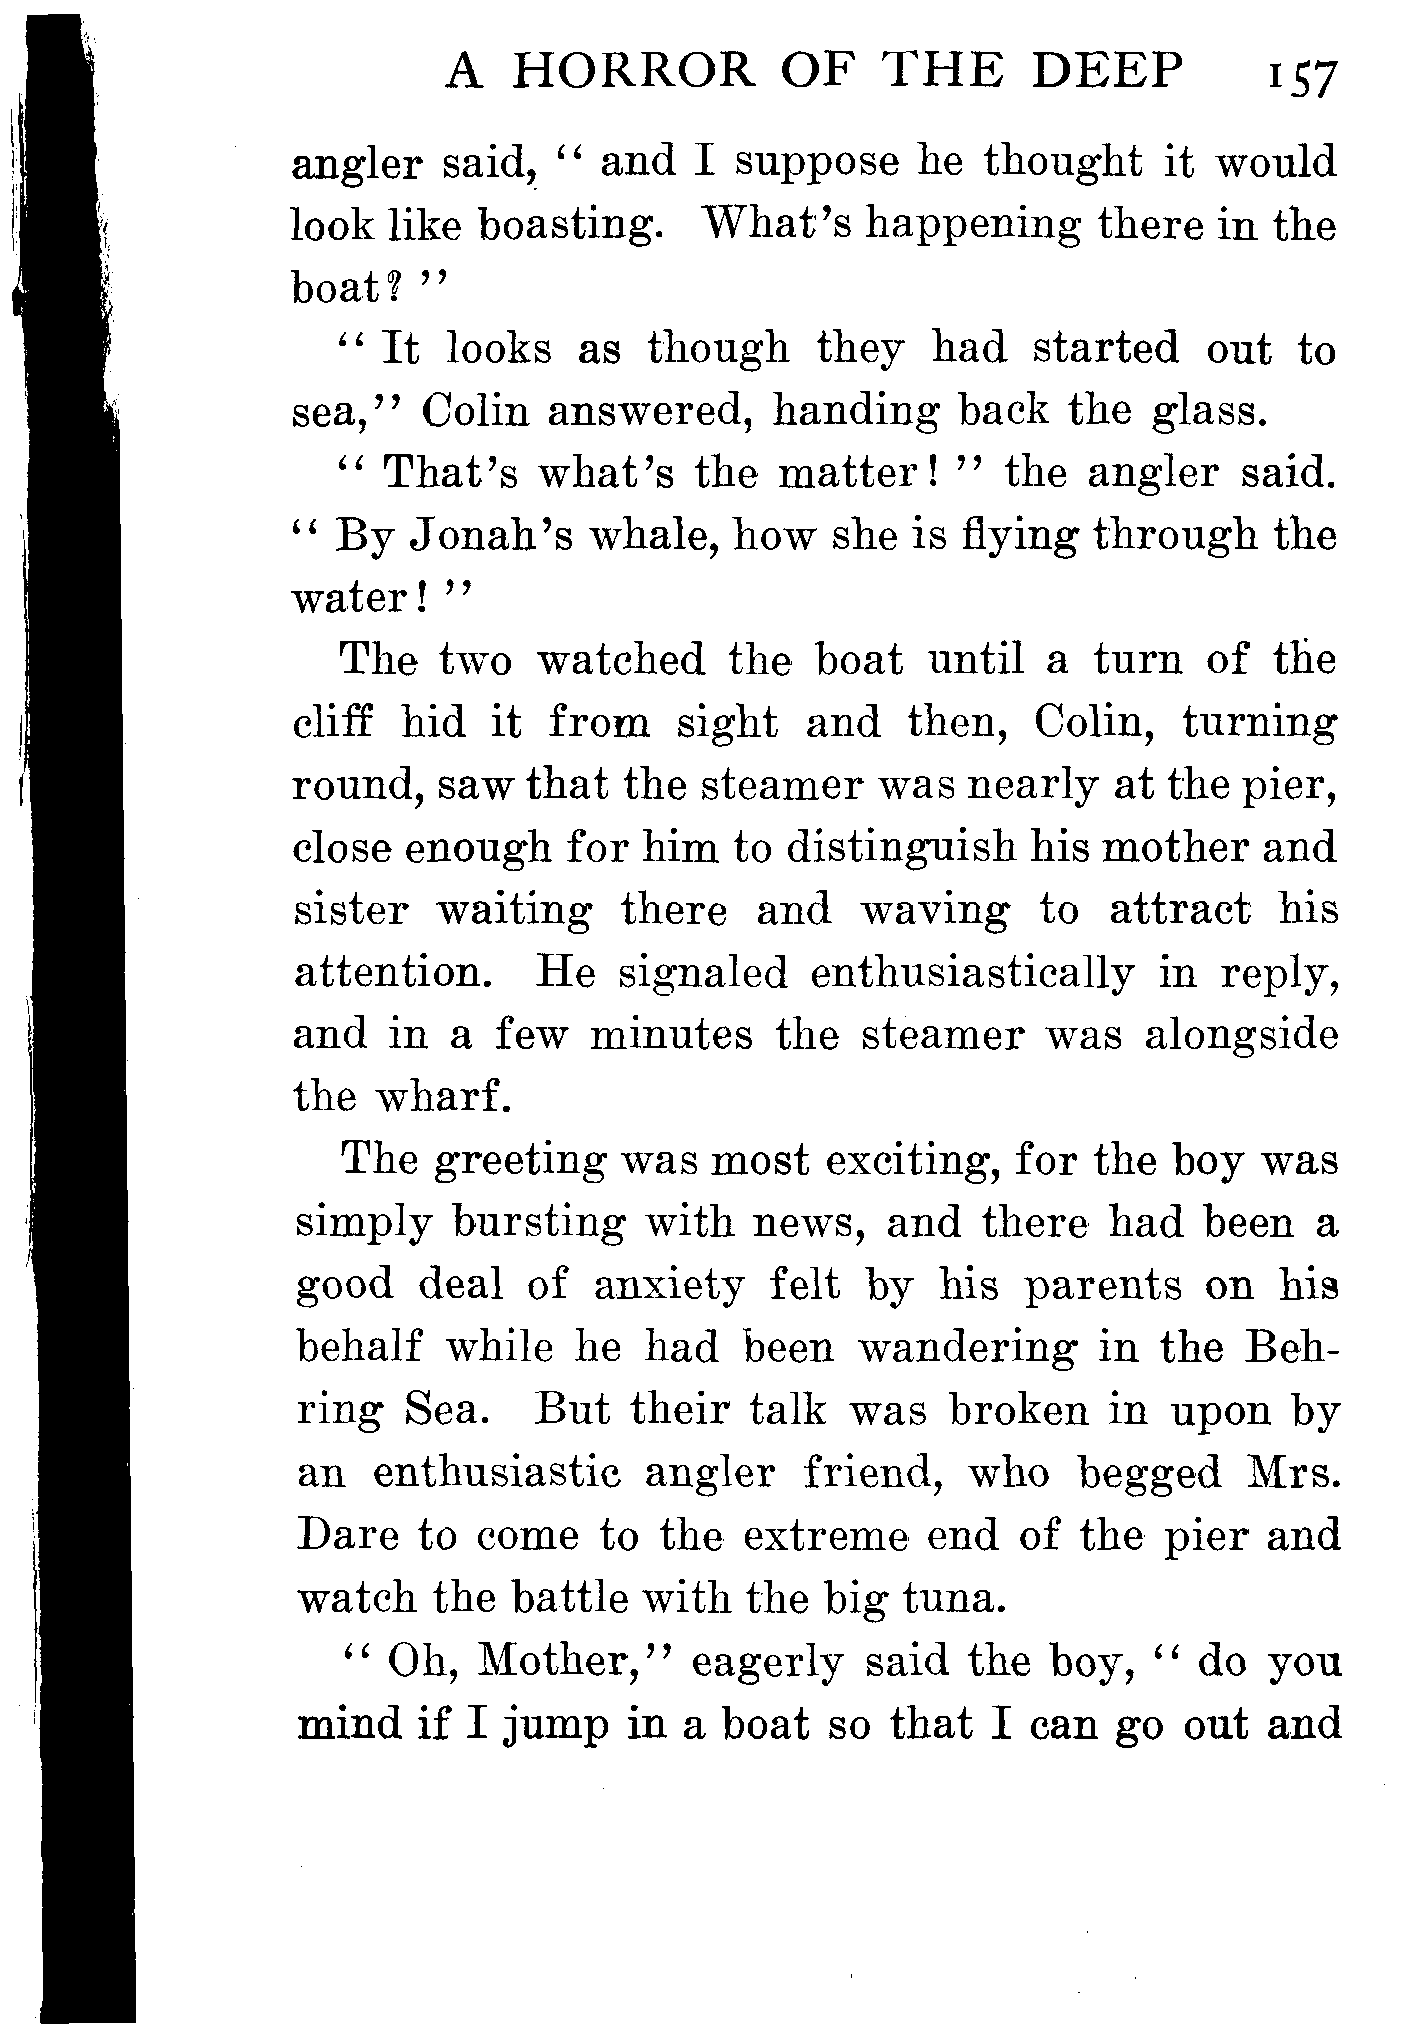 A HORROR OF THE DEEP 157
angler said, “ and I suppose he thought it would
look like boasting. What’s happening there in the
boat? ”
“ It looks as though they had started out to
sea,” Colin answered, handing back the glass.
“ That’s what’s the matter! ” the angler said.
“ By Jonah’s whale, how she is flying through the
water! ”
The two watched the boat until a turn of the
cliff hid it from sight and then, Colin, turning
round, saw that the steamer was nearly at the pier,
close enough for him to distinguish his mother and
sister waiting there and waving to attract his
attention. He signaled enthusiastically in reply,
and in a few minutes the steamer was alongside
the wharf.
The greeting was most exciting, for the boy was
simply bursting with news, and there had been a
good deal of anxiety felt by his parents on his
behalf while he had been wandering in the Beh-
ring Sea. But their talk was broken in upon by
an enthusiastic angler friend, who begged Mrs.
Dare to come to the extreme end of the pier and
watch the battle with the big tuna.
“ Oh, Mother,” eagerly said the boy, “ do you
mind if I jump in a boat so that I can go out and